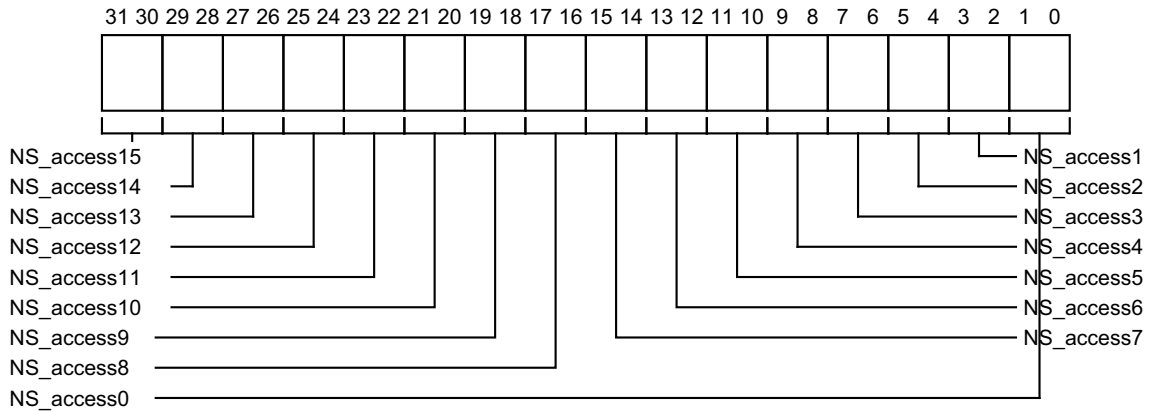 31 30 29 28 27 26 25 24 23 22 21 20 19 18 17 16 15 14 13 12 11 10 9 8 7 6 5 4 3 2 1 0
NS_access15 NS_access1
NS_access14 NS_access2
NS_access13 NS_access3
NS_access12 NS_access4
NS_access11 NS_access5
NS_access10 NS_access6
NS_access9 NS_access7
NS_access8
NS_access0